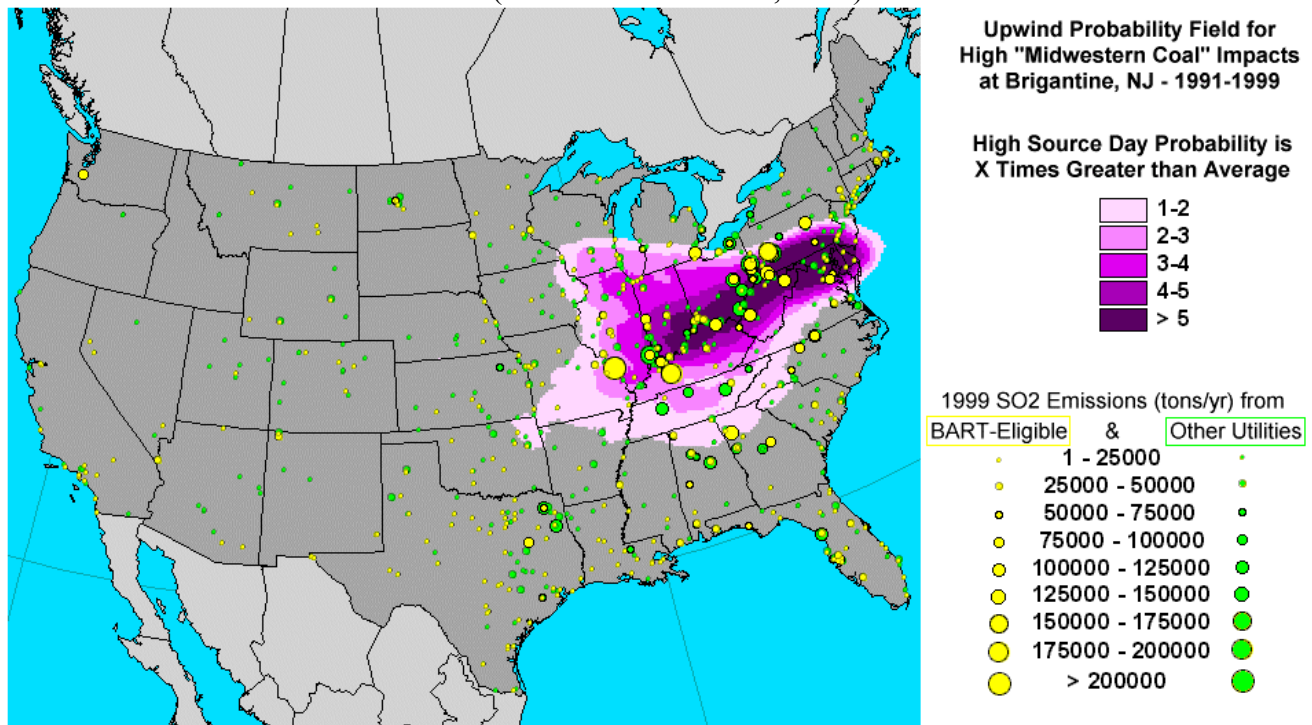 Upwind Probability Field for
High "Midwestern Coal" Impacts
at Brigantine, NJ - 1991-1999
High Source Day Probability is
X Times Greater than Average
1-2
2-3
3-4
4-5
> 5
1999 SO2 Emissions (tons/yr) from
BART-Eligible & Other Utilities
1 - 25000
25000 - 50000
50000 - 75000
75000 - 100000
100000 - 125000
125000 - 150000
150000 - 175000
175000 - 200000
> 200000